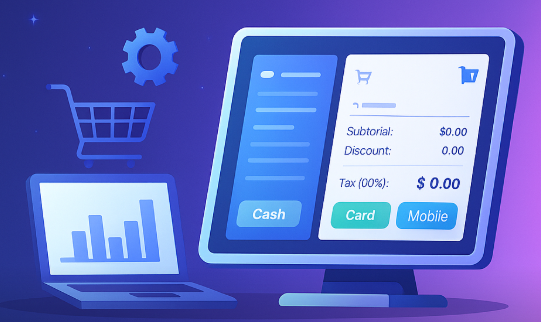 Subtorial: $0.00
Discount: 0.00
Tax (00%): $ 0.00
Cash
Card
Mobile